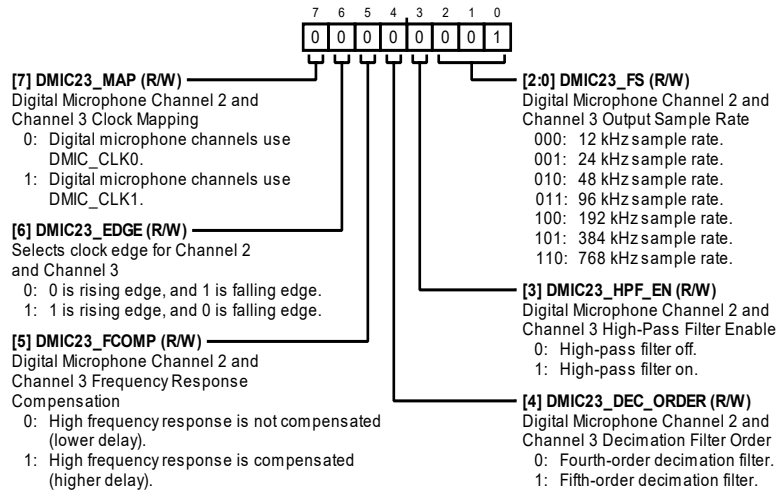 7 6 5 4 3 2 1 0
0 0 0 0 0 0 0 1
[7] DMIC23_MAP (R/W)
Digital Microphone Channel 2 and
Channel 3 Clock Mapping
0: Digital microphone channels use
DMIC_CLK0.
1: Digital microphone channels use
DMIC_CLK1.
[6] DMIC23_EDGE (R/W)
Selects clock edge for Channel 2
and Channel 3
0: 0 is rising edge, and 1 is falling edge.
1: 1 is rising edge, and 0 is falling edge.
[5] DMIC23_FCOMP (R/W)
Digital Microphone Channel 2 and
Channel 3 Frequency Response
Compensation
0: High frequency response is not compensated
(lower delay).
1: High frequency response is compensated
(higher delay).
[2:0] DMIC23_FS (R/W)
Digital Microphone Channel 2 and
Channel 3 Output Sample Rate
000: 12 kHz sample rate.
001: 24 kHz sample rate.
010: 48 kHz sample rate.
011: 96 kHz sample rate.
100: 192 kHz sample rate.
101: 384 kHz sample rate.
110: 768 kHz sample rate.
[3] DMIC23_HPF_EN (R/W)
Digital Microphone Channel 2 and
Channel 3 High-Pass Filter Enable
0: High-pass filter off.
1: High-pass filter on.
[4] DMIC23_DEC_ORDER (R/W)
Digital Microphone Channel 2 and
Channel 3 Decimation Filter Order
0: Fourth-order decimation filter.
1: Fifth-order decimation filter.